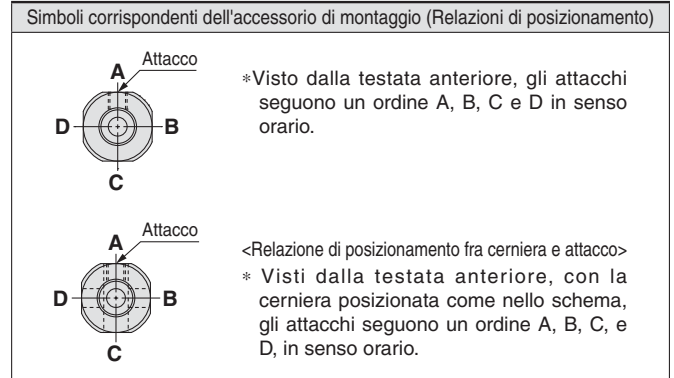 Simboli corrispondenti dell'accessorio di montaggio (Relazioni di posizionamento)
Attacco
A
D
B
C
∗Visto dalla testata anteriore, gli attacchi
seguono un ordine A, B, C e D in senso
orario.
Attacco
A
D
B
C
<Relazione di posizionamento fra cerniera e attacco>
∗ Visti dalla testata anteriore, con la
cerniera posizionata come nello schema,
gli attacchi seguono un ordine A, B, C, e
D, in senso orario.